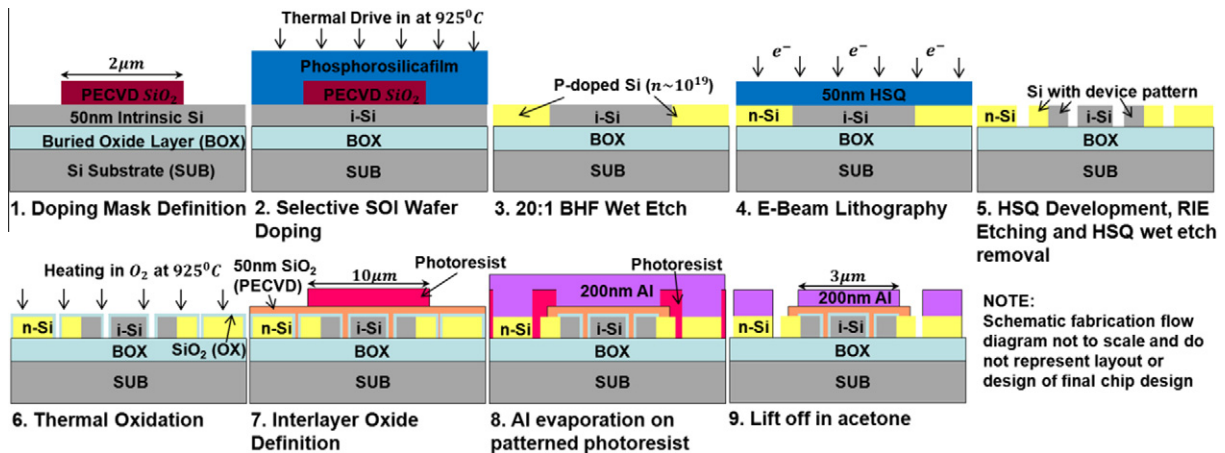 2μm
PECVD SiO₂
50nm Intrinsic Si
Buried Oxide Layer (BOX)
Si Substrate (SUB)
1. Doping Mask Definition
Thermal Drive in at 925⁰C
Phosphorosilicafilm
PECVD SiO₂
i-Si
BOX
SUB
2. Selective SOI Wafer
Doping
P-doped Si (n~10¹⁹)
i-Si
BOX
SUB
3. 20:1 BHF Wet Etch
e⁻ e⁻ e⁻
50nm HSQ
n-Si i-Si
BOX
SUB
4. E-Beam Lithography
Si with device pattern
n-Si i-Si
BOX
SUB
5. HSQ Development, RIE
Etching and HSQ wet etch
removal
Heating in O₂ at 925⁰C
n-Si i-Si
BOX SiO₂ (OX)
SUB
6. Thermal Oxidation
50nm SiO₂
(PECVD)
Photoresist
10μm
n-Si i-Si
BOX
SUB
7. Interlayer Oxide
Definition
Photoresist
200nm Al
n-Si i-Si
BOX
SUB
8. Al evaporation on
patterned photoresist
3μm
200nm Al
n-Si i-Si
BOX
SUB
9. Lift off in acetone
NOTE:
Schematic fabrication flow
diagram not to scale and do
not represent layout or
design of final chip design